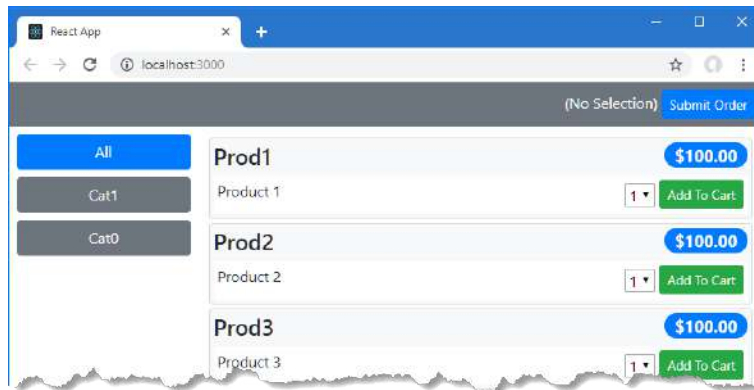 React App
localhost:3000
(No Selection) Submit Order
All
Cat1
Cat0
Prod1 $100.00
Product 1 1 Add To Cart
Prod2 $100.00
Product 2 1 Add To Cart
Prod3 $100.00
Product 3 1 Add To Cart